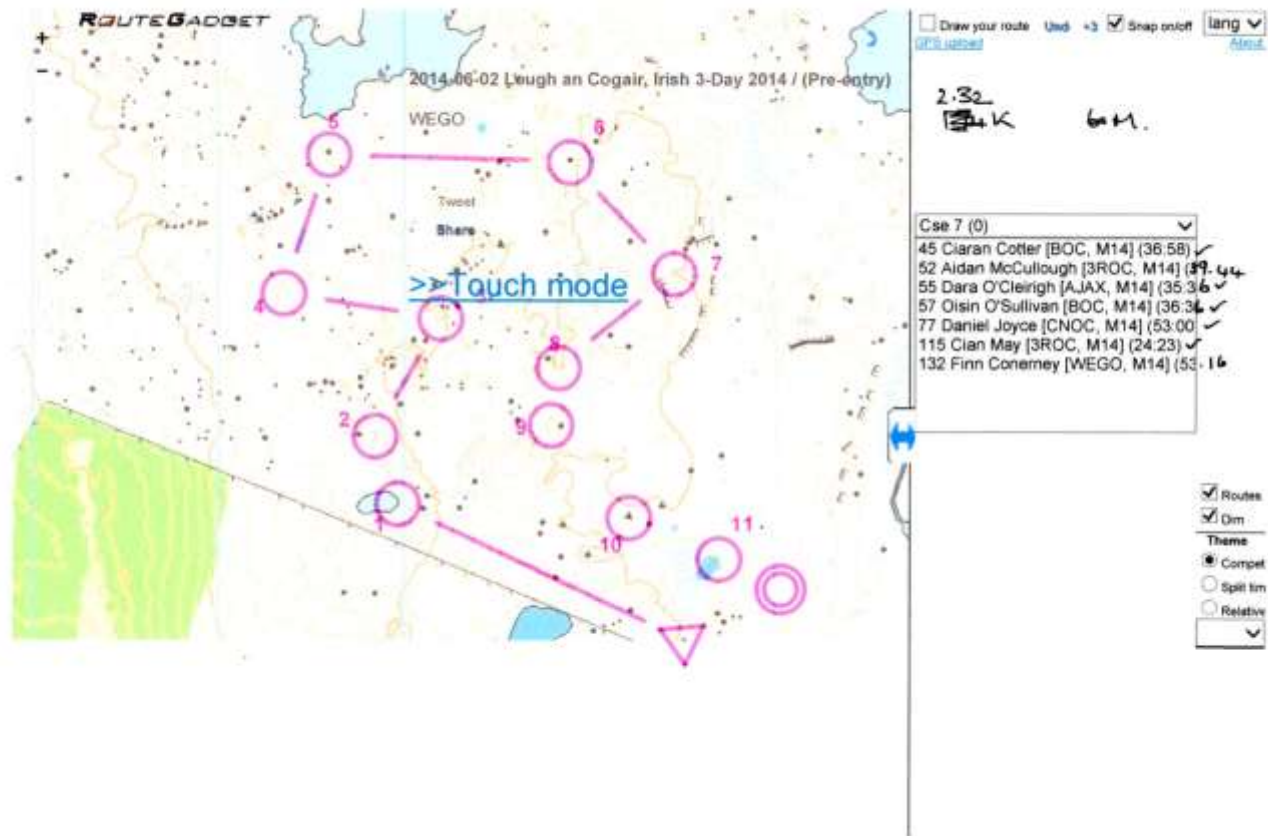 ROUTEGADGET
+
-
2014-06-02 Lough an Cogair, Irish 3-Day 2014 / (Pre-entry)
WEGO
Tweet
Share
>>Touch mode
5
6
7
4
8
2
9
1
10
11
Draw your route Und +3 Snap on/off lang
GPS upload About
2.32
K 60 M.
Cse 7 (0)
45 Ciaran Cotter [BOC, M14] (36:58) ✓
52 Aidan McCullough [3ROC, M14] (39.44
55 Dara O'Cleirigh [AJAX, M14] (35:36 ✓
57 Oisin O'Sullivan [BOC, M14] (36:36 ✓
77 Daniel Joyce [CNOC, M14] (53:00 ✓
115 Cian May [3ROC, M14] (24:23) ✓
132 Finn Conerney [WEGO, M14] (53.16
Routes
Dim
Theme
Compet
Split tim
Relative